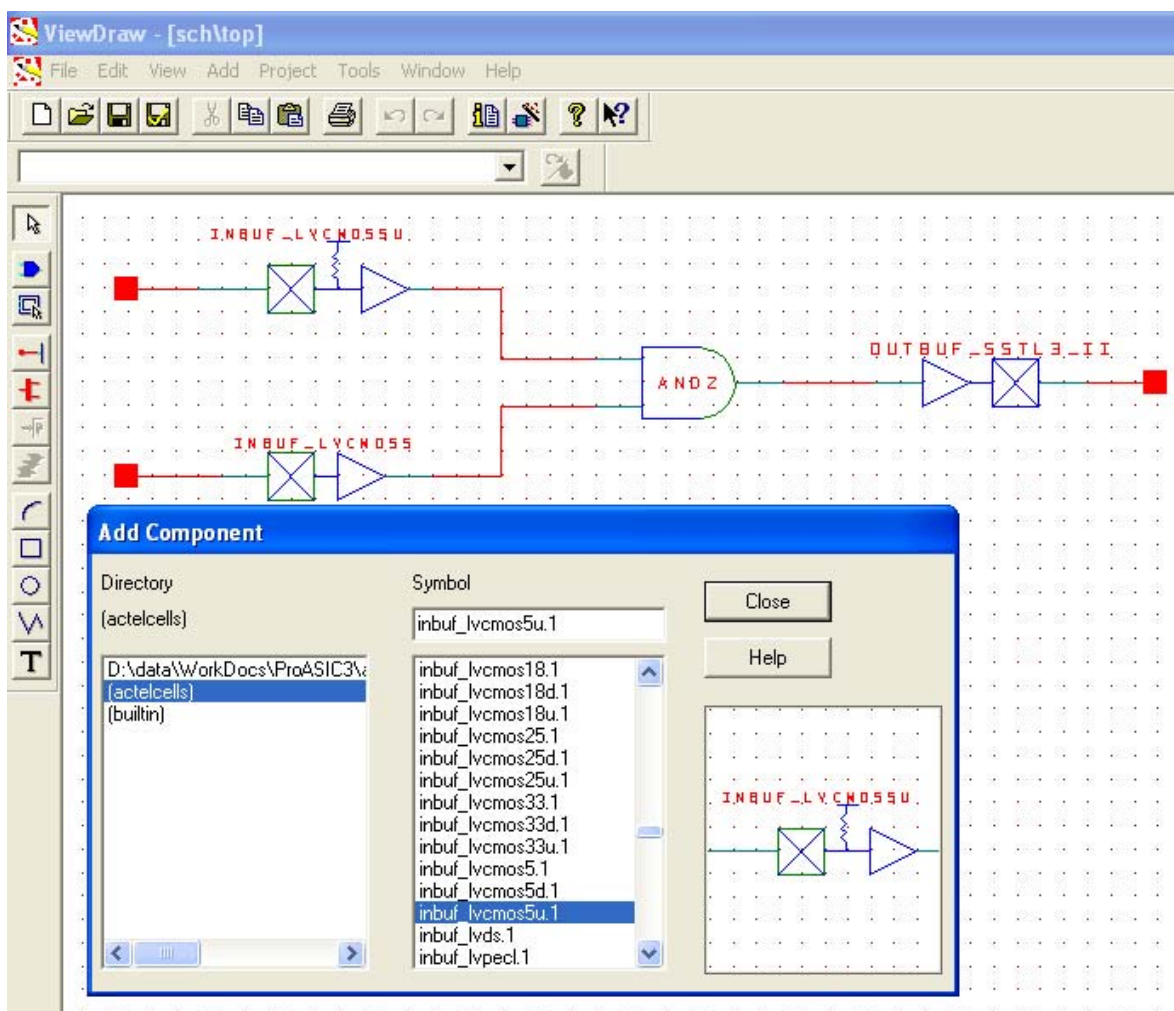 ViewDraw - [sch\top]
File Edit View Add Project Tools Window Help
INBUF_LVCMOS5U
AND2
OUTBUF_SSTL3_II
INBUF_LVCMOS5
T
Add Component
Directory
Symbol
(actelcells)
inbuf_lvcmos5u.1
Close
Help
D:\data\WorkDocs\ProASIC3\a
(actelcells)
(builtin)
inbuf_lvcmos18.1
inbuf_lvcmos18d.1
inbuf_lvcmos18u.1
inbuf_lvcmos25.1
inbuf_lvcmos25d.1
inbuf_lvcmos25u.1
inbuf_lvcmos33.1
inbuf_lvcmos33d.1
inbuf_lvcmos33u.1
inbuf_lvcmos5.1
inbuf_lvcmos5d.1
inbuf_lvcmos5u.1
inbuf_lvds.1
inbuf_lvpecl.1
INBUF_LVCMOS5U